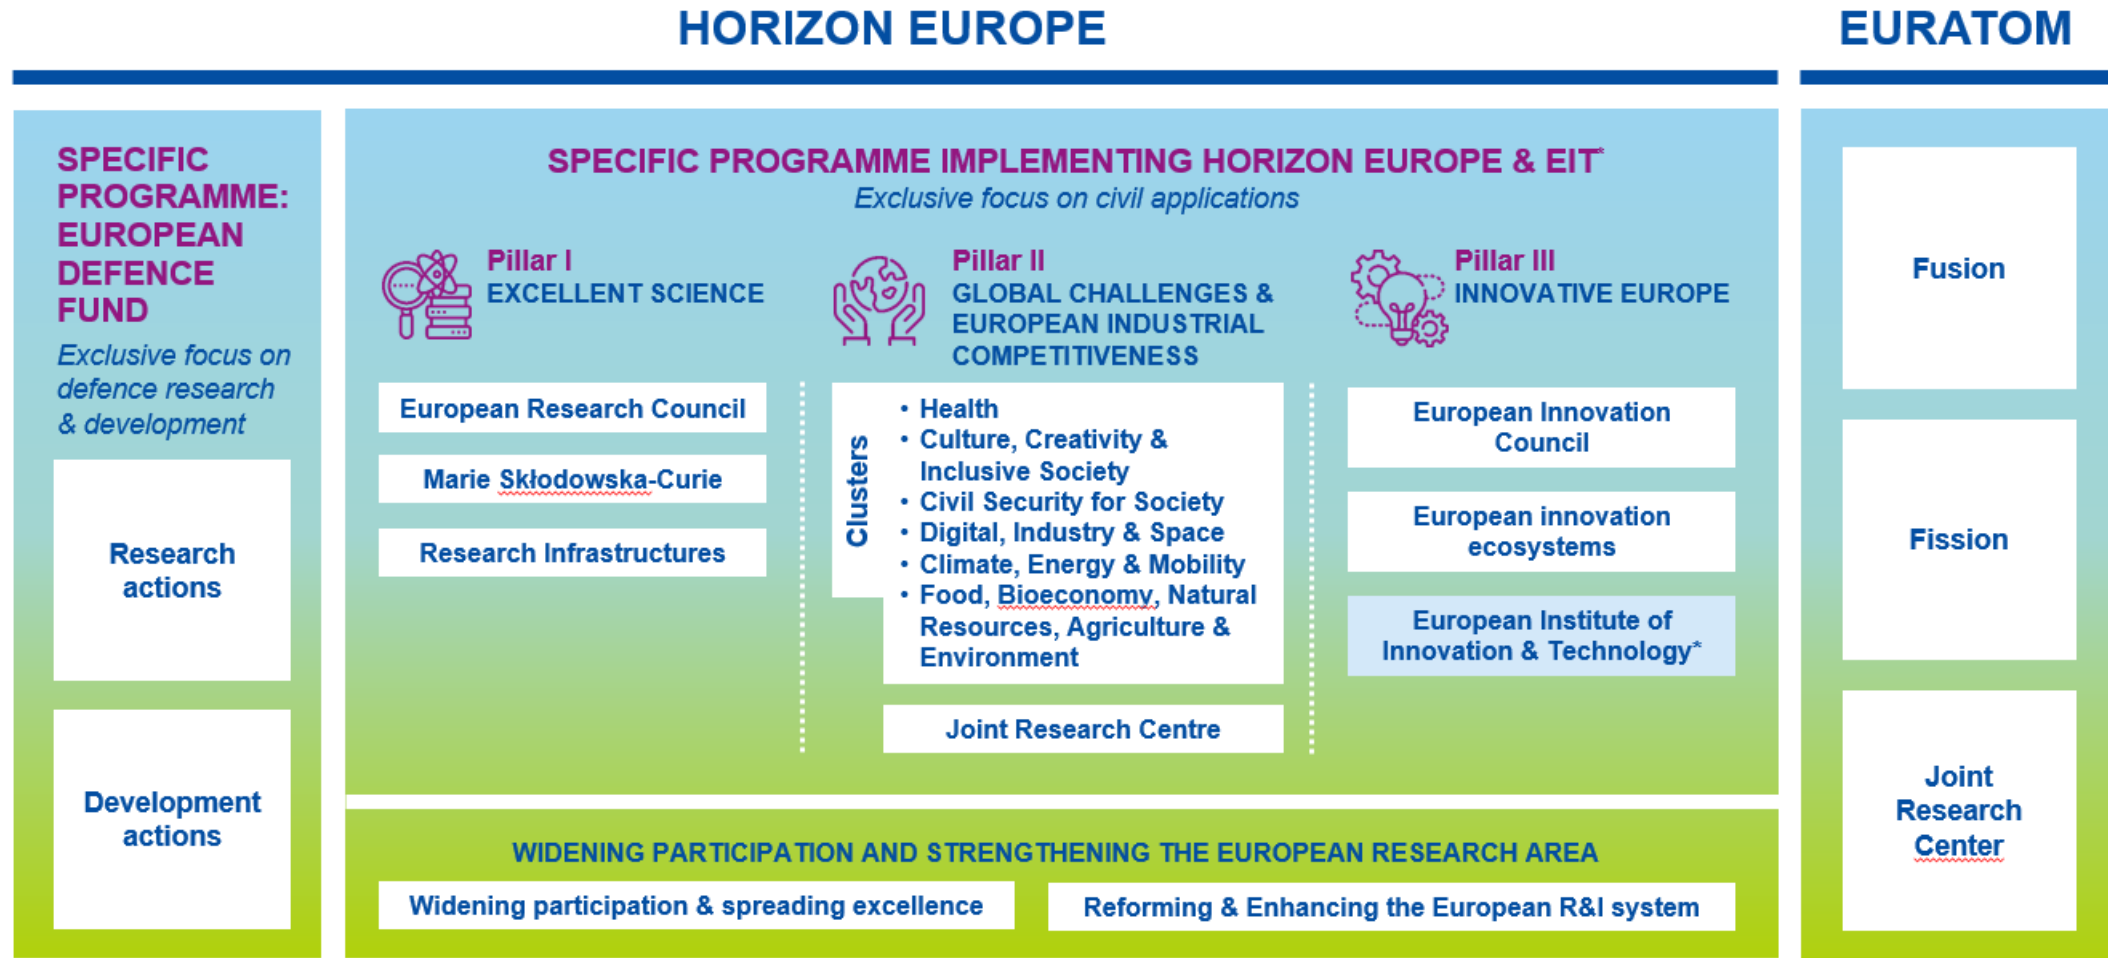 HORIZON EUROPE
EURATOM
SPECIFIC
PROGRAMME:
EUROPEAN
DEFENCE
FUND
Exclusive focus on
defence research
& development
Research
actions
Development
actions
SPECIFIC PROGRAMME IMPLEMENTING HORIZON EUROPE & EIT*
Exclusive focus on civil applications
Pillar I
EXCELLENT SCIENCE
European Research Council
Marie Skłodowska-Curie
Research Infrastructures
Pillar II
GLOBAL CHALLENGES &
EUROPEAN INDUSTRIAL
COMPETITIVENESS
Clusters
• Health
• Culture, Creativity &
Inclusive Society
• Civil Security for Society
• Digital, Industry & Space
• Climate, Energy & Mobility
• Food, Bioeconomy, Natural
Resources, Agriculture &
Environment
Joint Research Centre
Pillar III
INNOVATIVE EUROPE
European Innovation
Council
European innovation
ecosystems
European Institute of
Innovation & Technology*
WIDENING PARTICIPATION AND STRENGTHENING THE EUROPEAN RESEARCH AREA
Widening participation & spreading excellence
Reforming & Enhancing the European R&I system
Fusion
Fission
Joint
Research
Center